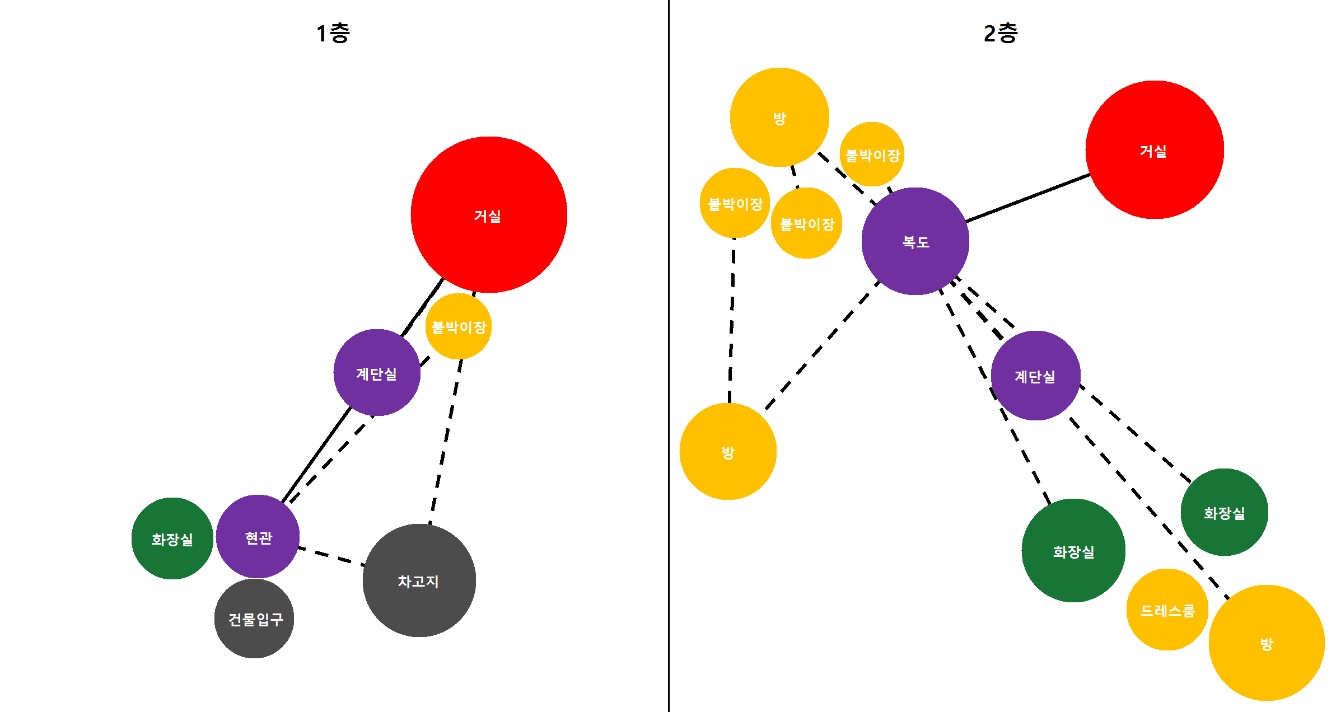 1층
거실
붙박이장
계단실
화장실
현관
차고지
건물입구
2층
방
붙박이장
거실
붙박이장
붙박이장
복도
계단실
방
화장실
화장실
드레스룸
방